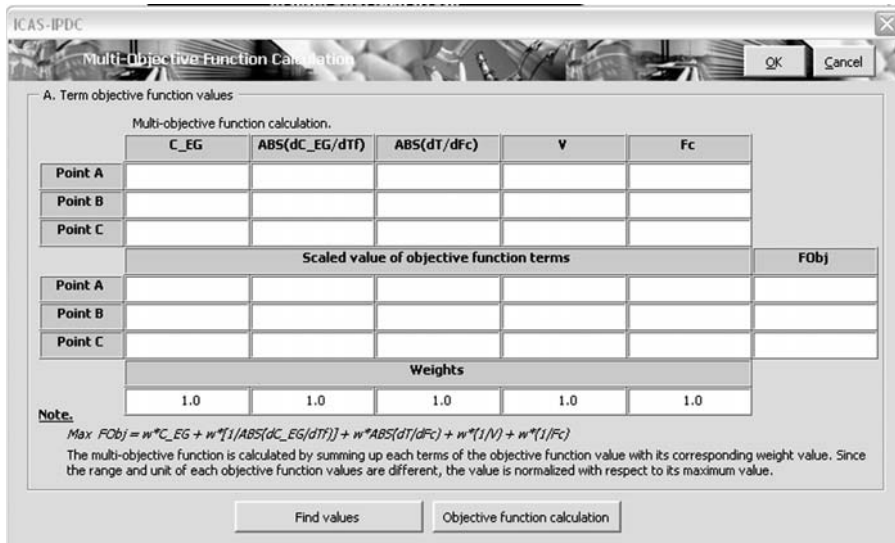 ICAS-IPDC
Multi-Objective Function Calculation
OK Cancel
A. Term objective function values
Multi-objective function calculation.
C_EG ABS(dC_EG/dTf) ABS(dT/dFc) V Fc
Point A
Point B
Point C
Scaled value of objective function terms FObj
Point A
Point B
Point C
Weights
1.0 1.0 1.0 1.0 1.0
Note.
Max FObj = w*C_EG + w*[1/ABS(dC_EG/dTf)] + w*ABS(dT/dFc) + w*(1/V) + w*(1/Fc)
The multi-objective function is calculated by summing up each terms of the objective function value with its corresponding weight value. Since
the range and unit of each objective function values are different, the value is normalized with respect to its maximum value.
Find values Objective function calculation